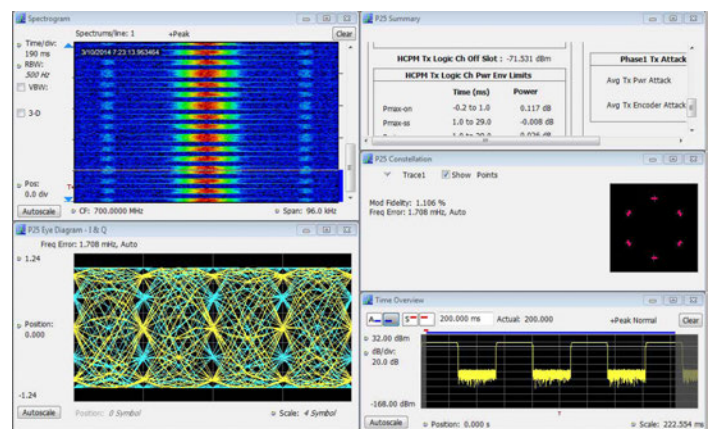 Spectrogram
Spectrums/line: 1 +Peak Clear
Time/div:
190 ms
RBW:
500 Hz
VBW:
3-D
3/10/2014 7:23:13.963464
Pos:
0.0 div
Autoscale CF: 700.0000 MHz Span: 96.0 kHz
P25 Summary
HCPM Tx Logic Ch Off Slot : -71.531 dBm
HCPM Tx Logic Ch Pwr Env Limits
Time (ms) Power
Pmax-on -0.2 to 1.0 0.117 dB
Pmax-ss 1.0 to 29.0 -0.008 dB
1.0 to 29.0 0.026 dB
Phase1 Tx Attack
Avg Tx Pwr Attack
Avg Tx Encoder Attack
P25 Constellation
Trace1 Show Points
Mod Fidelity: 1.106 %
Freq Error: 1.708 mHz, Auto
P25 Eye Diagram - I & Q
Freq Error: 1.708 mHz, Auto
1.24
Position:
0.000
-1.24
Autoscale Position: 0 Symbol Scale: 4 Symbol
Time Overview
A S 200.000 ms Actual: 200.000 +Peak Normal Clear
32.00 dBm
dB/div:
20.0 dB
-168.00 dBm
T
Autoscale Position: 0.000 s Scale: 222.554 ms